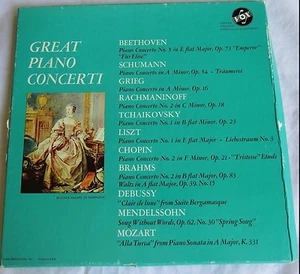 VOX
GREAT
PIANO
CONCERTI
BEETHOVEN
Piano Concerto No. 5 in E flat Major, Op. 73 "Emperor"
"Für Elise"
SCHUMANN
Piano Concerto in A Minor, Op. 54 - Traumerei
GRIEG
Piano Concerto in A Minor, Op. 16
RACHMANINOFF
Piano Concerto No. 2 in C Minor, Op. 18
TCHAIKOVSKY
Piano Concerto No. 1 in B flat Minor, Op. 23
LISZT
Piano Concerto No. 1 in E flat Major - Liebestraum No. 3
CHOPIN
Piano Concerto No. 2 in F Minor, Op. 21 - "Tristesse" Etude
BRAHMS
Piano Concerto No. 2 in B flat Major, Op. 83
Waltz in A flat Major, Op. 39, No. 15
DEBUSSY
"Clair de lune" from Suite Bergamasque
MENDELSSOHN
Song Without Words, Op. 62, No. 30 "Spring Song"
MOZART
"Alla Turca" from Piano Sonata in A Major, K. 331